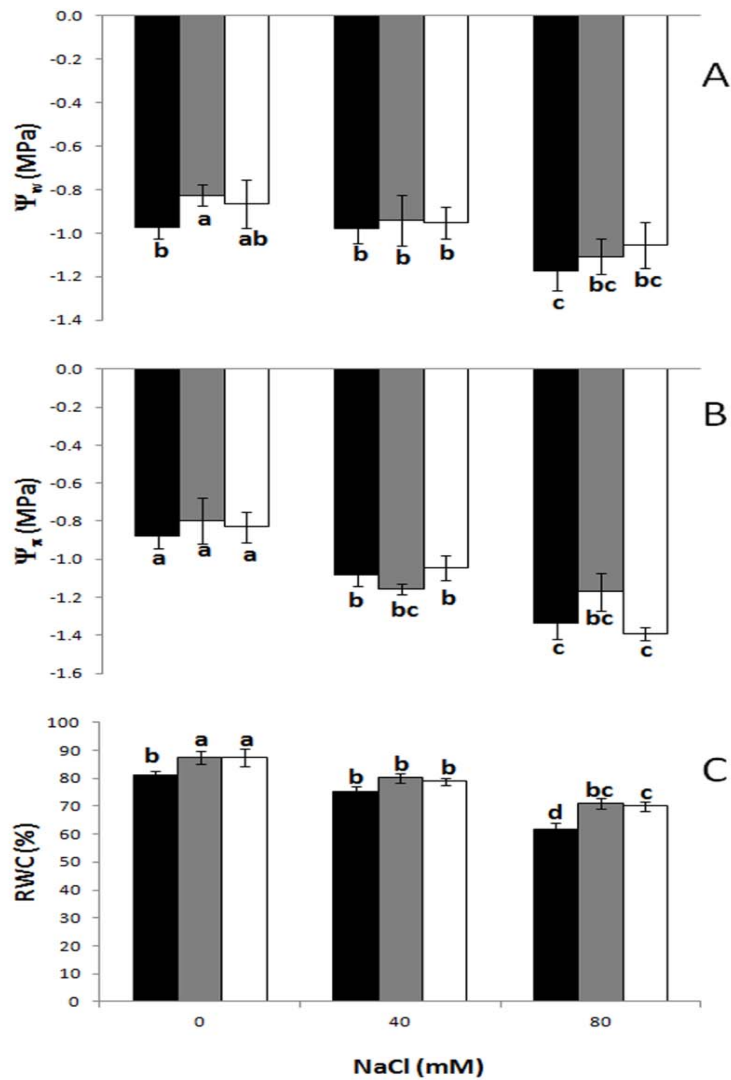 0.0
-0.2
-0.4
-0.6
-0.8
-1.0
-1.2
-1.4
Ψw (MPa)
A
b a ab b b b c bc bc
0.0
-0.2
-0.4
-0.6
-0.8
-1.0
-1.2
-1.4
-1.6
Ψπ (MPa)
B
a a a b bc b c bc c
100
90
80
70
60
50
40
30
20
10
0
RWC (%)
C
b a a b b b d bc c
0 40 80
NaCl (mM)